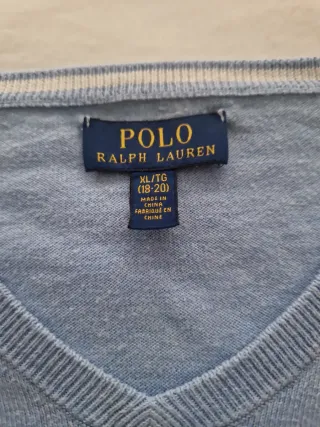 POLO
RALPH LAUREN
XL/TG
(18-20)
MADE IN
CHINA
FABRIQUÉ EN
CHINE